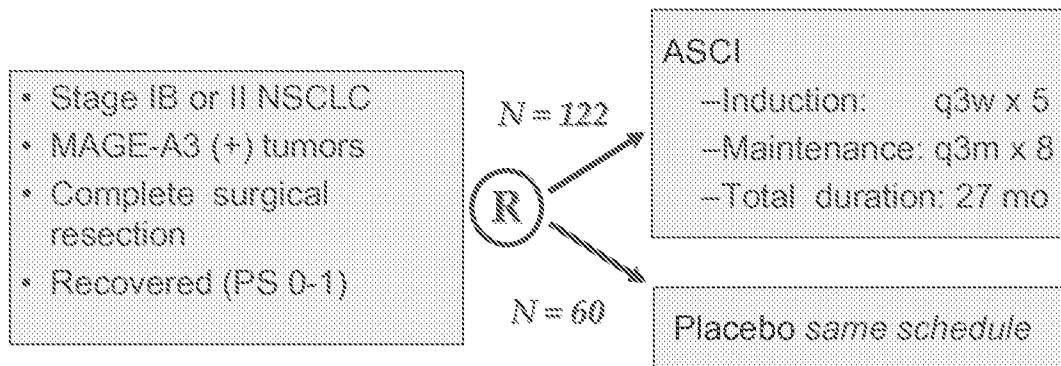 • Stage IB or II NSCLC
• MAGE-A3 (+) tumors
• Complete surgical
resection
• Recovered (PS 0-1)
N = 122
R
N = 60
ASCI
–Induction: q3w x 5
–Maintenance: q3m x 8
–Total duration: 27 mo
Placebo same schedule